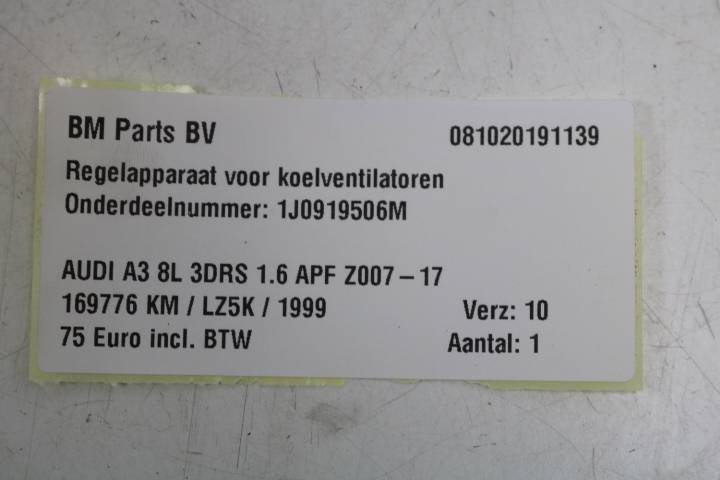 BM Parts BV 081020191139
Regelapparaat voor koelventilatoren
Onderdeelnummer: 1J0919506M
AUDI A3 8L 3DRS 1.6 APF Z007-17
169776 KM / LZ5K / 1999 Verz: 10
75 Euro incl. BTW Aantal: 1